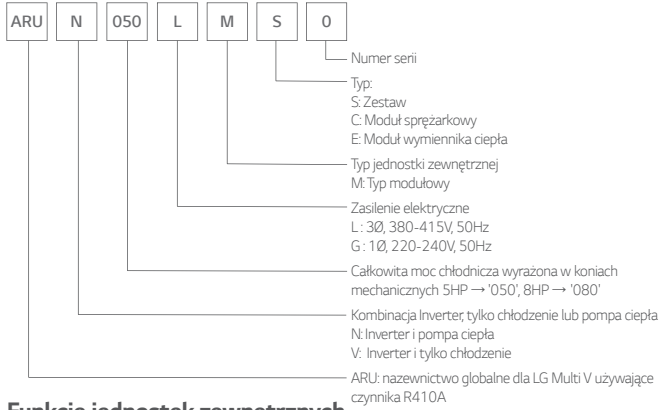 ARU N 050 L M S 0
Numer serii
Typ:
S: Zestaw
C: Moduł sprężarkowy
E: Moduł wymiennika ciepła
Typ jednostki zewnętrznej
M: Typ modułowy
Zasilenie elektryczne
L : 3Ø, 380-415V, 50Hz
G : 1Ø, 220-240V, 50Hz
Całkowita moc chłodnicza wyrażona w koniach
mechanicznych 5HP → '050', 8HP → '080'
Kombinacja Inverter, tylko chłodzenie lub pompa ciepła
N: Inverter i pompa ciepła
V: Inverter i tylko chłodzenie
ARU: nazewnictwo globalne dla LG Multi V używające
czynnika R410A
Funkcje jednostek zewnętrznych